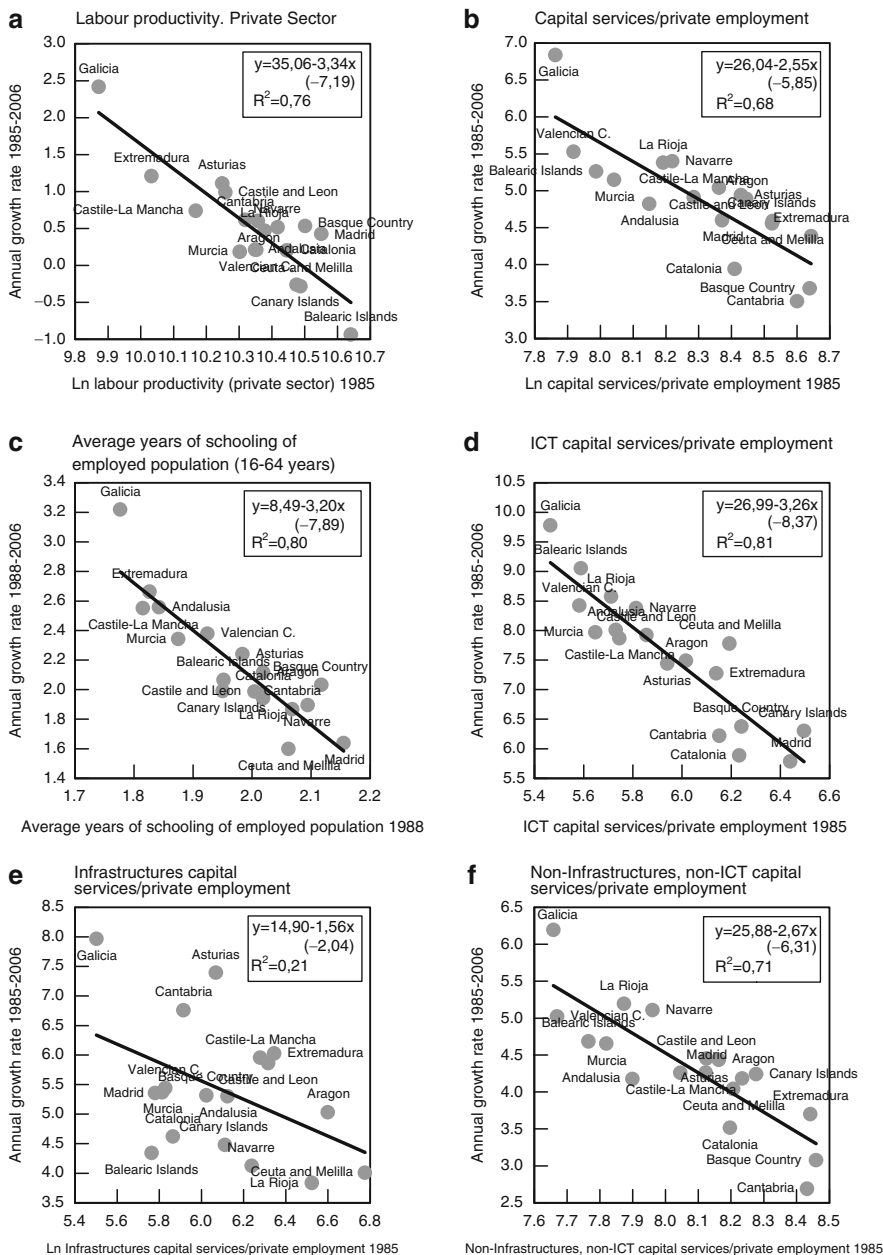 a
Labour productivity. Private Sector
Annual growth rate 1985-2006
3.0
2.5
2.0
1.5
1.0
0.5
0.0
−0.5
−1.0
y=35,06-3,34x
(−7,19)
R2=0,76
Galicia
Extremadura
Asturias
Castile and Leon
Cantabria
Navarre
Castile-La Mancha
La Rioja
Basque Country
Madrid
Aragon
Murcia
Andalusia
Catalonia
Valencian C.
Ceuta and Melilla
Canary Islands
Balearic Islands
9.8 9.9 10.0 10.1 10.2 10.3 10.4 10.5 10.6 10.7
Ln labour productivity (private sector) 1985
b
Capital services/private employment
Annual growth rate 1985-2006
7.0
6.5
6.0
5.5
5.0
4.5
4.0
3.5
3.0
y=26,04-2,55x
(−5,85)
R2=0,68
Galicia
Valencian C.
La Rioja
Navarre
Balearic Islands
Castile-La Mancha
Aragon
Murcia
Asturias
Castile and Leon
Canary Islands
Andalusia
Extremadura
Madrid
Ceuta and Melilla
Catalonia
Basque Country
Cantabria
7.8 7.9 8.0 8.1 8.2 8.3 8.4 8.5 8.6 8.7
Ln capital services/private employment 1985
c
Average years of schooling of
employed population (16-64 years)
Annual growth rate 1988-2006
3.4
3.2
3.0
2.8
2.6
2.4
2.2
2.0
1.8
1.6
1.4
y=8,49-3,20x
(−7,89)
R2=0,80
Galicia
Extremadura
Andalusia
Castile-La Mancha
Murcia
Valencian C.
Asturias
Balearic Islands
Basque Country
Catalonia
Aragon
Castile and Leon
Cantabria
Canary Islands
La Rioja
Navarre
Madrid
Ceuta and Melilla
1.7 1.8 1.9 2.0 2.1 2.2
Average years of schooling of employed population 1988
d
ICT capital services/private employment
Annual growth rate 1985-2006
10.5
10.0
9.5
9.0
8.5
8.0
7.5
7.0
6.5
6.0
5.5
y=26,99-3,26x
(−8,37)
R2=0,81
Galicia
Balearic Islands
La Rioja
Valencian C.
Andalusia
Navarre
Castile and Leon
Murcia
Ceuta and Melilla
Castile-La Mancha
Aragon
Asturias
Extremadura
Basque Country
Canary Islands
Cantabria
Madrid
Catalonia
5.4 5.6 5.8 6.0 6.2 6.4 6.6
ICT capital services/private employment 1985
e
Infrastructures capital
services/private employment
Annual growth rate 1985-2006
8.5
8.0
7.5
7.0
6.5
6.0
5.5
5.0
4.5
4.0
3.5
y=14,90-1,56x
(−2,04)
R2=0,21
Galicia
Asturias
Cantabria
Castile-La Mancha
Extremadura
Valencian C.
Basque Country
Castile and Leon
Madrid
Aragon
Murcia
Andalusia
Catalonia
Canary Islands
Navarre
Balearic Islands
Ceuta and Melilla
La Rioja
5.4 5.6 5.8 6.0 6.2 6.4 6.6 6.8
Ln Infrastructures capital services/private employment 1985
f
Non-Infrastructures, non-ICT capital
services/private employment
Annual growth rate 1985-2006
6.5
6.0
5.5
5.0
4.5
4.0
3.5
3.0
2.5
y=25,88-2,67x
(−6,31)
R2=0,71
Galicia
La Rioja
Valencian C.
Navarre
Balearic Islands
Castile and Leon
Murcia
Madrid
Aragon
Andalusia
Asturias
Canary Islands
Castile-La Mancha
Extremadura
Ceuta and Melilla
Catalonia
Basque Country
Cantabria
7.6 7.7 7.8 7.9 8.0 8.1 8.2 8.3 8.4 8.5
Non-Infrastructures, non-ICT capital services/private employment 1985